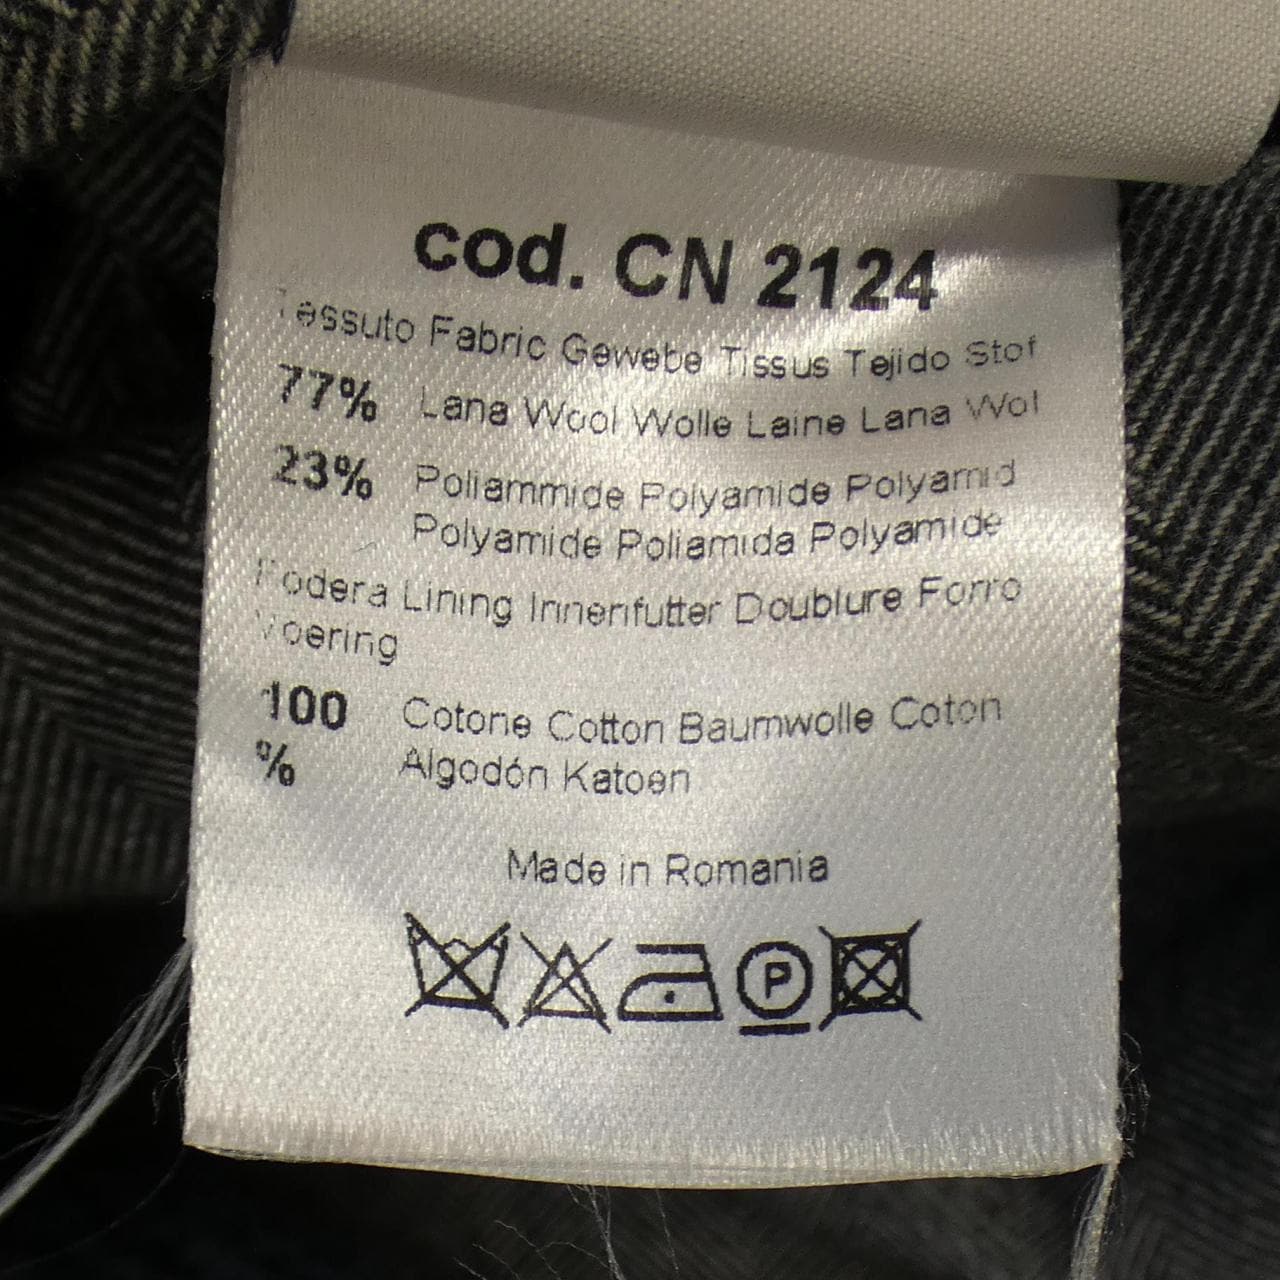 cod. CN 2124
Tessuto Fabric Gewebe Tissus Tejido Stof
77% Lana Wool Wolle Laine Lana Wol
23% Poliammide Polyamide Polyamid
Polyamide Poliamida Polyamide
Fodera Lining Innenfutter Doublure Forro
Voering
100 Cotone Cotton Baumwolle Coton
% Algodón Katoen
Made in Romania
P